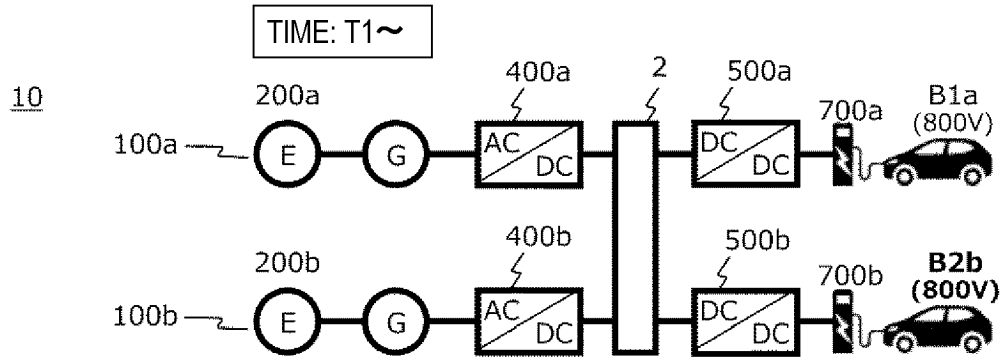 TIME: T1～
10
400a
2
500a
200a
700a
B1a
(800V)
100a
E
G
AC
DC
DC
DC
400b
500b
200b
700b
B2b
(800V)
100b
E
G
AC
DC
DC
DC